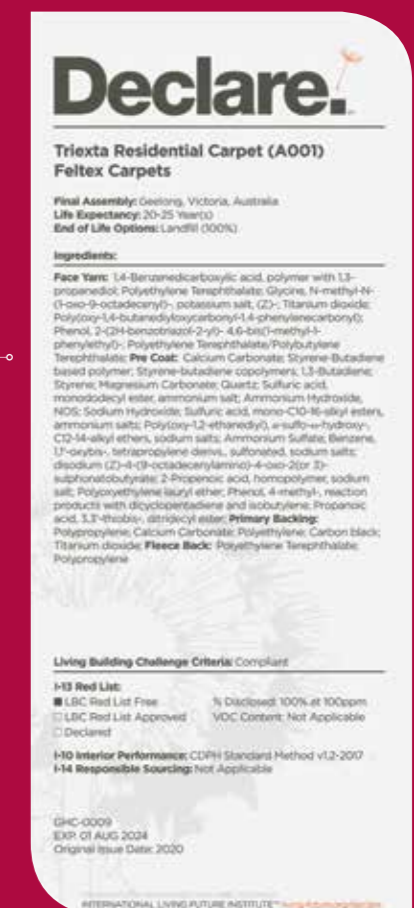 Declare.
Triexta Residential Carpet (A001)
Feltex Carpets
Final Assembly: Geelong, Victoria, Australia
Life Expectancy: 20-25 Year(s)
End of Life Options: Landfill (100%)
Ingredients:
Face Yarn: 1,4-Benzenedicarboxylic acid, polymer with 1,3-
propanediol; Polyethylene Terephthalate; Glycine, N-methyl-N-
(1-oxo-9-octadecenyl)-, potassium salt, (Z)-; Titanium dioxide;
Poly(oxy-1,4-butanediyloxycarbonyl-1,4-phenylenecarbonyl);
Phenol, 2-(2H-benzotriazol-2-yl)- 4,6-bis(1-methyl-1-
phenylethyl)-; Polyethylene Terephthalate/Polybutylene
Terephthalate; Pre Coat: Calcium Carbonate; Styrene-Butadiene
based polymer; Styrene-butadiene copolymers; 1,3-Butadiene;
Styrene; Magnesium Carbonate; Quartz; Sulfuric acid,
monododecyl ester, ammonium salt; Ammonium Hydroxide,
NOS; Sodium Hydroxide; Sulfuric acid, mono-C10-16-alkyl esters,
ammonium salts; Poly(oxy-1,2-ethanediyl), α-sulfo-ω-hydroxy-,
C12-14-alkyl ethers, sodium salts; Ammonium Sulfate; Benzene,
1,1'-oxybis-, tetrapropylene derivs., sulfonated, sodium salts;
disodium (Z)-4-(9-octadecenylamino)-4-oxo-2(or 3)-
sulphonatobutyrate; 2-Propenoic acid, homopolymer, sodium
salt; Polyoxyethylene lauryl ether; Phenol, 4-methyl-, reaction
products with dicyclopentadiene and isobutylene; Propanoic
acid, 3,3'-thiobis-, ditridecyl ester; Primary Backing:
Polypropylene; Calcium Carbonate; Polyethylene; Carbon black;
Titanium dioxide; Fleece Back: Polyethylene Terephthalate;
Polypropylene
Living Building Challenge Criteria: Compliant
I-13 Red List:
LBC Red List Free % Disclosed: 100% at 100ppm
LBC Red List Approved VOC Content: Not Applicable
Declared
I-10 Interior Performance: CDPH Standard Method v1.2-2017
I-14 Responsible Sourcing: Not Applicable
GHC-0009
EXP. 01 AUG 2024
Original Issue Date: 2020
INTERNATIONAL LIVING FUTURE INSTITUTE™